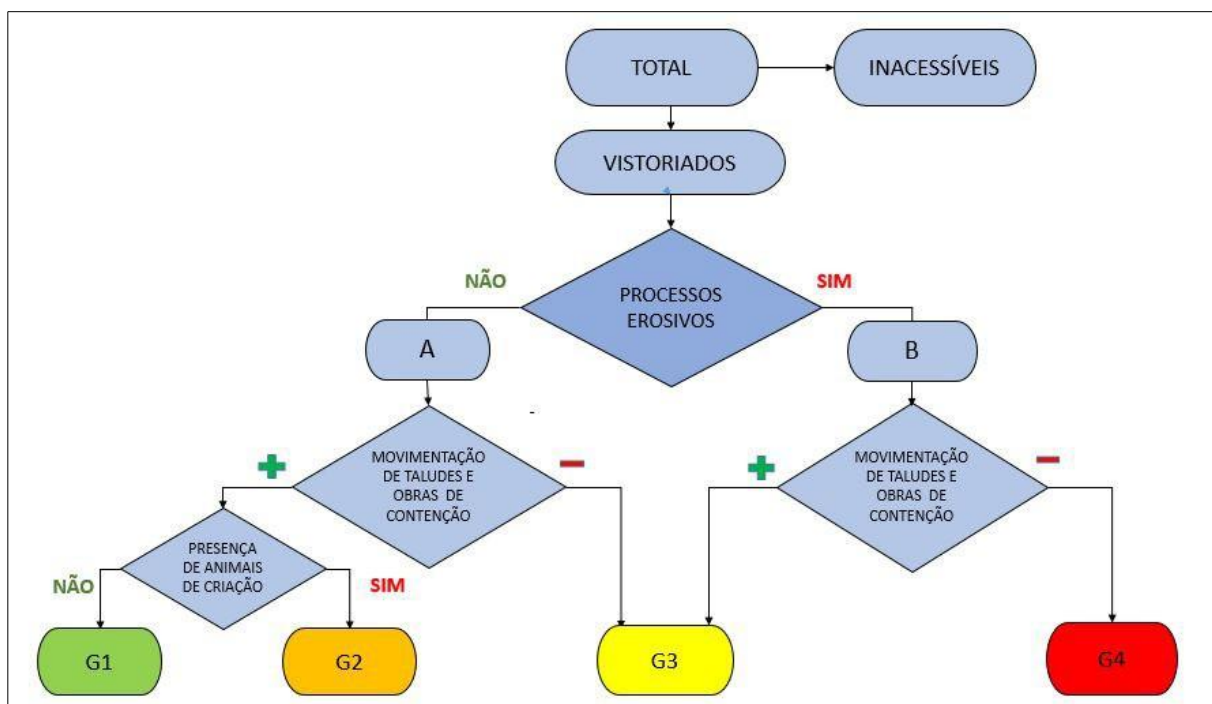 TOTAL
INACESSÍVEIS
VISTORIADOS
NÃO
SIM
PROCESSOS
EROSIVOS
A
B
MOVIMENTAÇÃO
DE TALUDES E
OBRAS DE
CONTENÇÃO
MOVIMENTAÇÃO
DE TALUDES E
OBRAS DE
CONTENÇÃO
PRESENÇA
DE ANIMAIS
DE CRIAÇÃO
NÃO
SIM
G1
G2
G3
G4